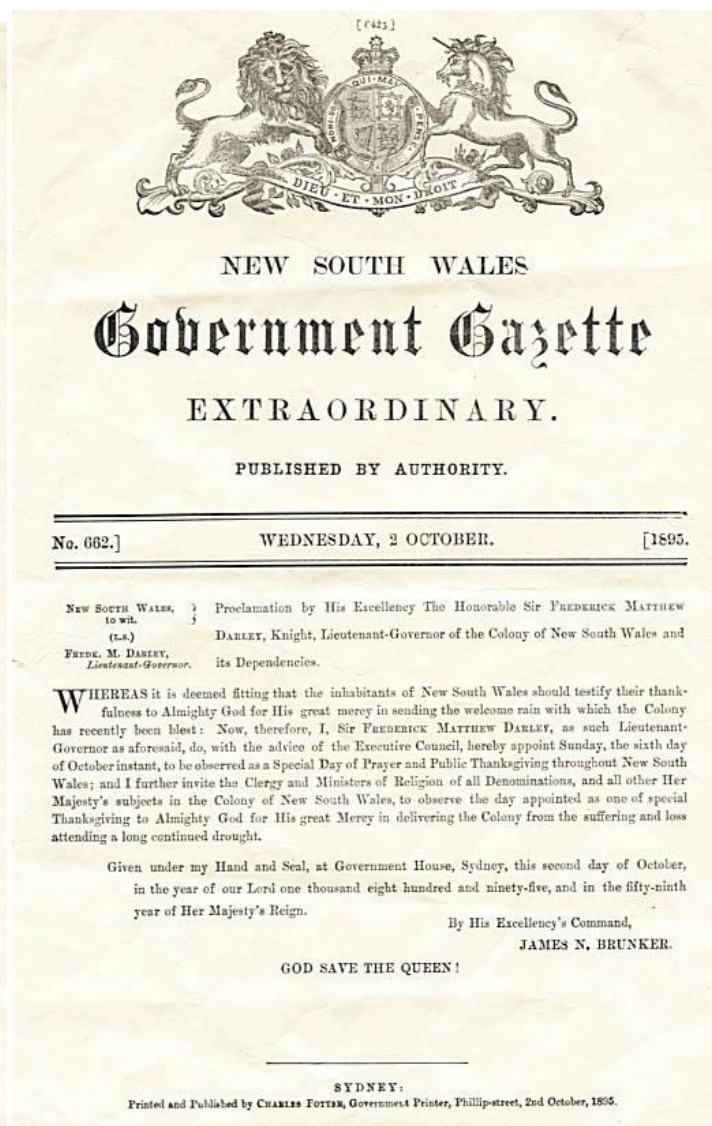 [6425]
HONI·SOI QUI·MAL PENSE
DIEU·ET·MON·DROIT
NEW SOUTH WALES
Government Gazette
EXTRAORDINARY.
PUBLISHED BY AUTHORITY.
No. 662.] WEDNESDAY, 2 OCTOBER. [1895.
NEW SOUTH WALES,
to wit.
(L.S.)
FREDK. M. DARLEY,
Lieutenant-Governor.
Proclamation by His Excellency The Honorable Sir FREDERICK MATTHEW
DARLEY, Knight, Lieutenant-Governor of the Colony of New South Wales and
its Dependencies.
WHEREAS it is deemed fitting that the inhabitants of New South Wales should testify their thank-
fulness to Almighty God for His great mercy in sending the welcome rain with which the Colony
has recently been blest: Now, therefore, I, Sir FREDERICK MATTHEW DARLEY, as such Lieutenant-
Governor as aforesaid, do, with the advice of the Executive Council, hereby appoint Sunday, the sixth day
of October instant, to be observed as a Special Day of Prayer and Public Thanksgiving throughout New South
Wales; and I further invite the Clergy and Ministers of Religion of all Denominations, and all other Her
Majesty's subjects in the Colony of New South Wales, to observe the day appointed as one of special
Thanksgiving to Almighty God for His great Mercy in delivering the Colony from the suffering and loss
attending a long continued drought.
Given under my Hand and Seal, at Government House, Sydney, this second day of October,
in the year of our Lord one thousand eight hundred and ninety-five, and in the fifty-ninth
year of Her Majesty's Reign.
By His Excellency's Command,
JAMES N. BRUNKER.
GOD SAVE THE QUEEN!
SYDNEY:
Printed and Published by CHARLES POTTER, Government Printer, Phillip-street, 2nd October, 1895.